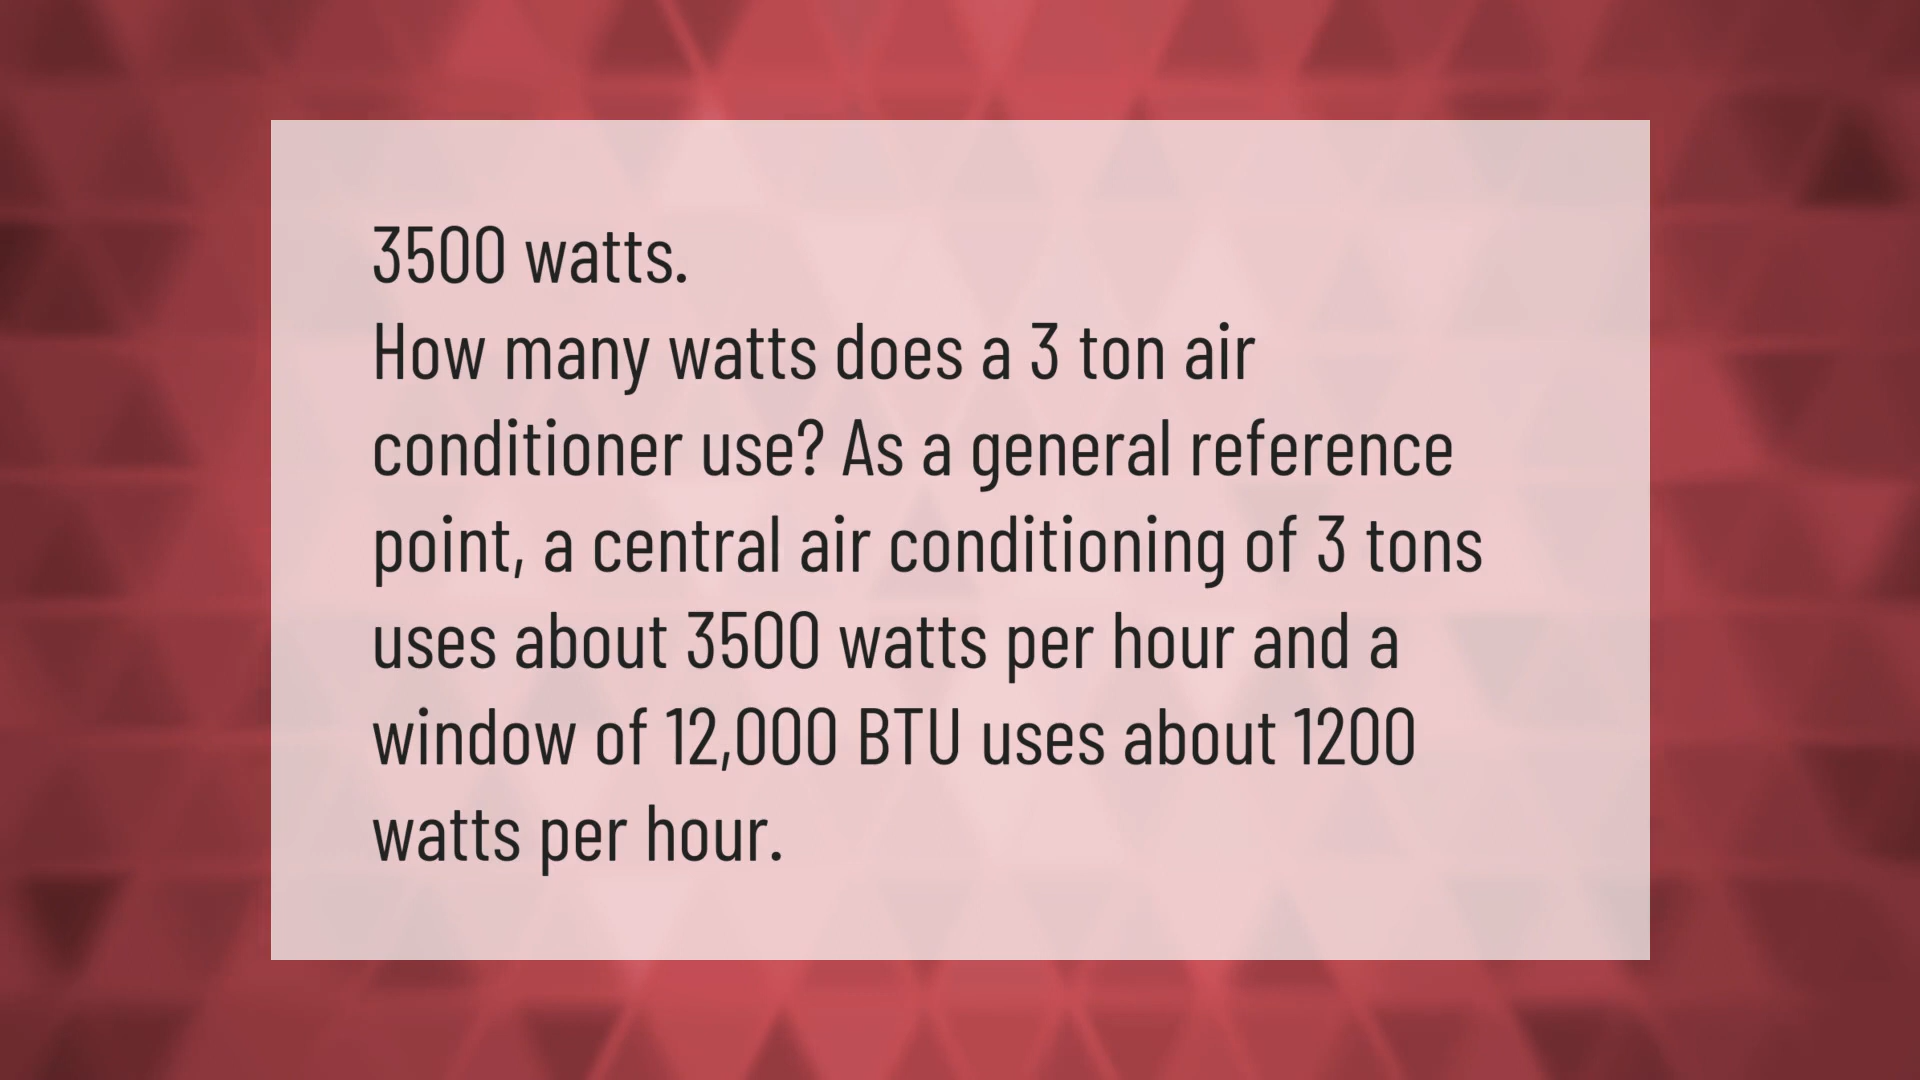 3500 watts.
How many watts does a 3 ton air
conditioner use? As a general reference
point, a central air conditioning of 3 tons
uses about 3500 watts per hour and a
window of 12,000 BTU uses about 1200
watts per hour.